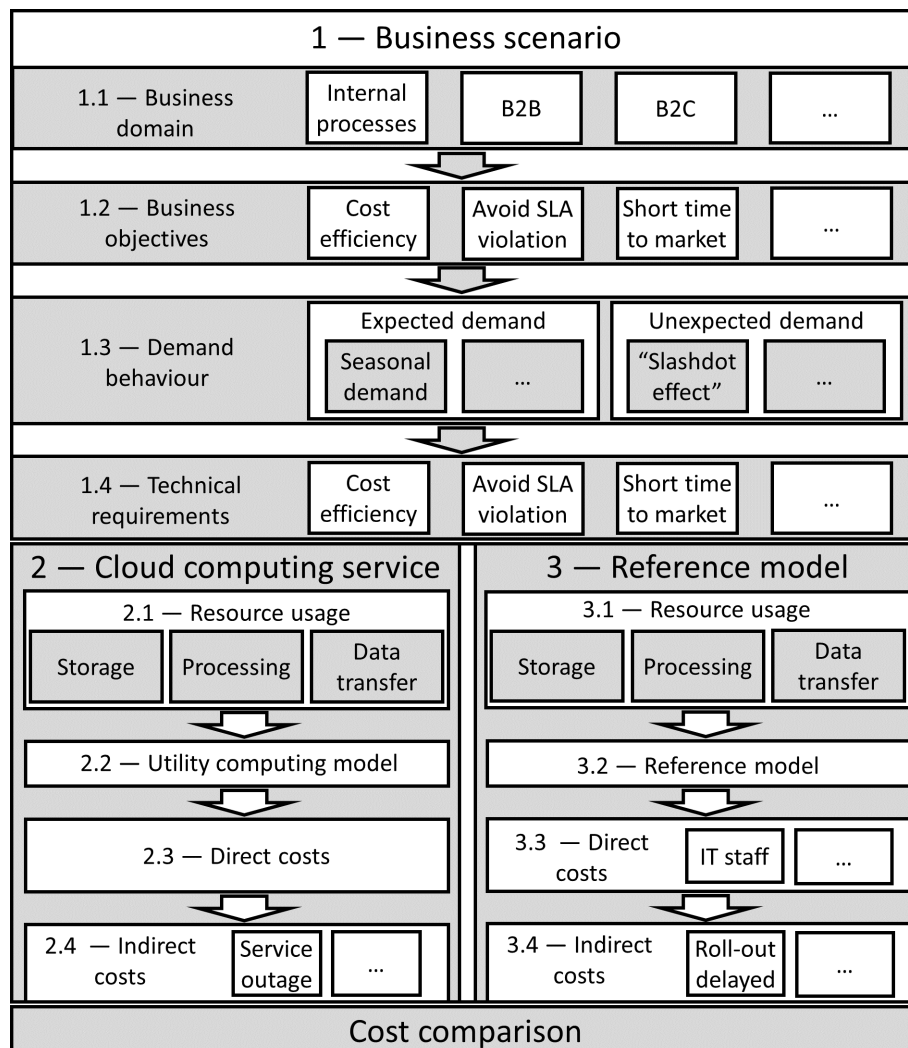 1 — Business scenario
1.1 — Business
domain
Internal
processes
B2B
B2C
...
1.2 — Business
objectives
Cost
efficiency
Avoid SLA
violation
Short time
to market
...
1.3 — Demand
behaviour
Expected demand
Seasonal
demand
...
Unexpected demand
“Slashdot
effect”
...
1.4 — Technical
requirements
Cost
efficiency
Avoid SLA
violation
Short time
to market
...
2 — Cloud computing service
2.1 — Resource usage
Storage
Processing
Data
transfer
2.2 — Utility computing model
2.3 — Direct costs
2.4 — Indirect
costs
Service
outage
...
3 — Reference model
3.1 — Resource usage
Storage
Processing
Data
transfer
3.2 — Reference model
3.3 — Direct
costs
IT staff
...
3.4 — Indirect
costs
Roll-out
delayed
...
Cost comparison